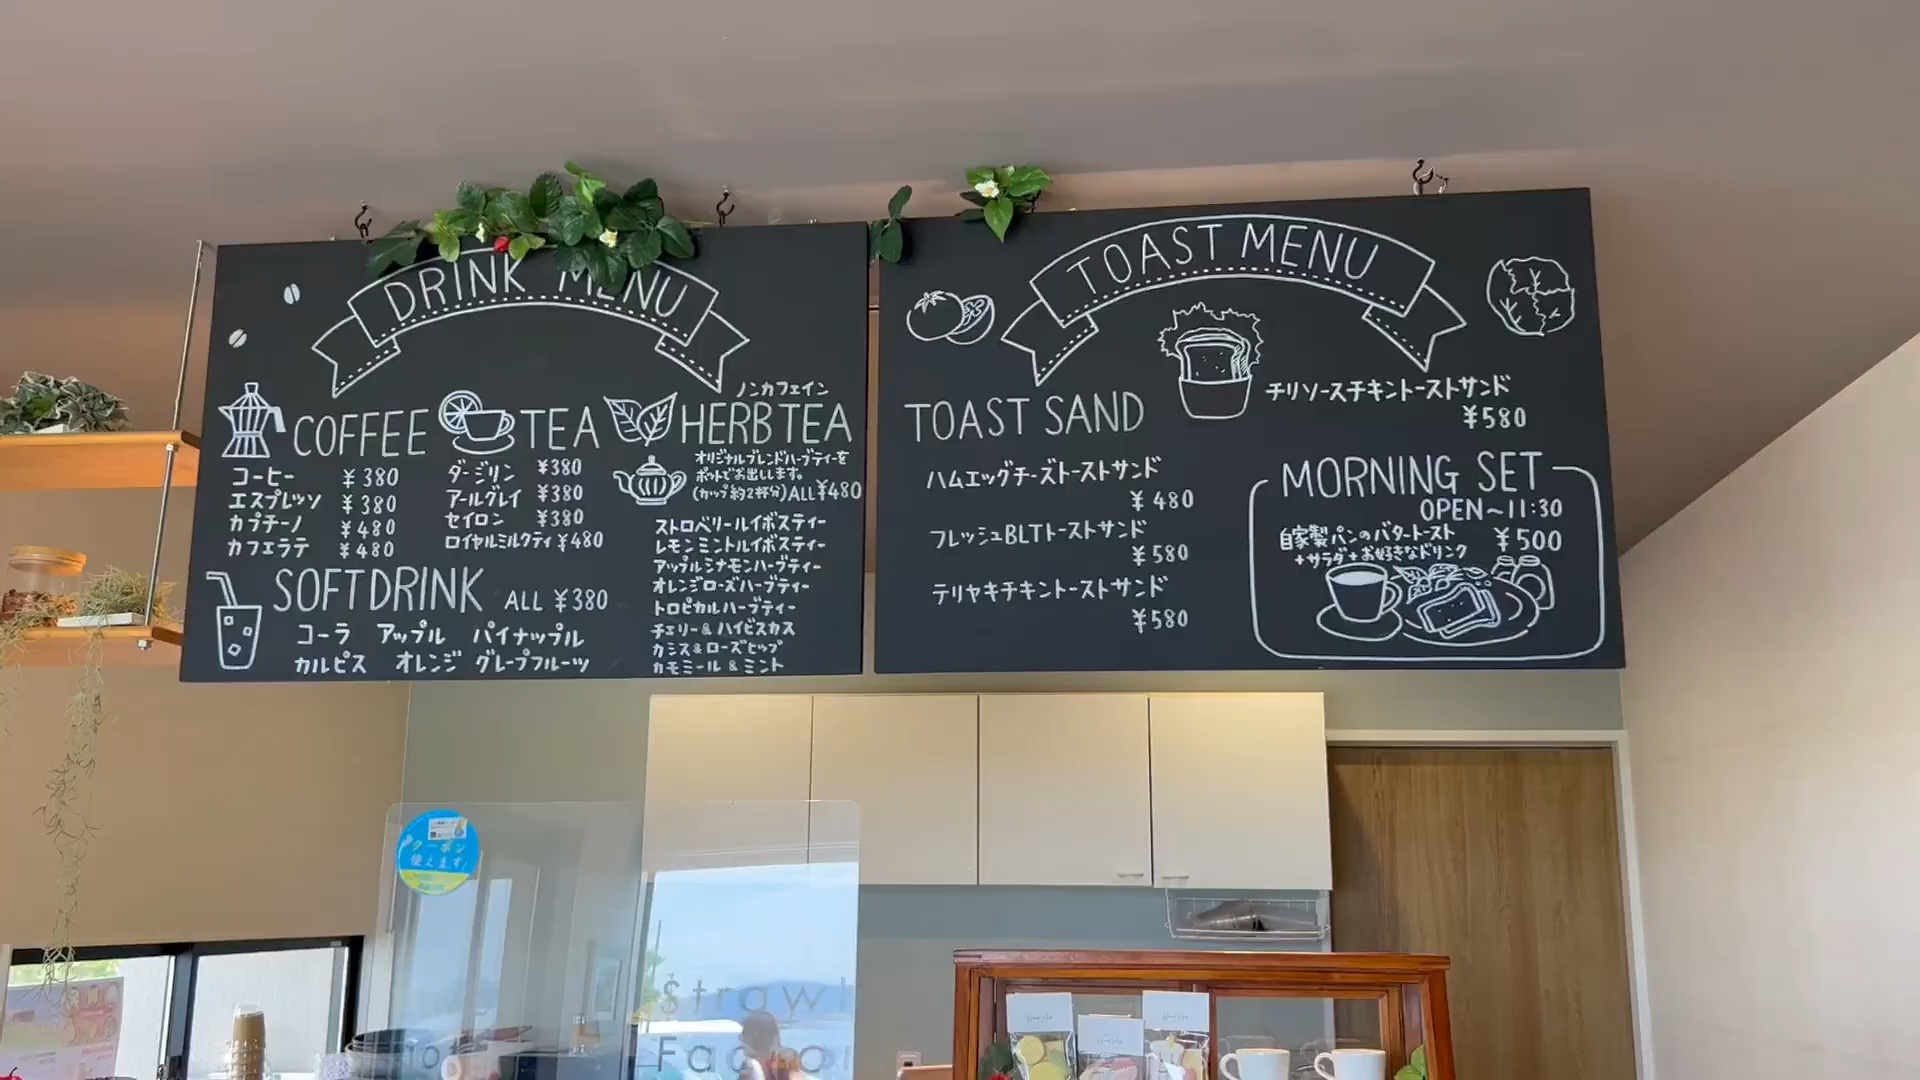 DRINK MENU
COFFEE
コーヒー ¥380
エスプレッソ ¥380
カプチーノ ¥480
カフェラテ ¥480
TEA
ダージリン ¥380
アールグレイ ¥380
セイロン ¥380
ロイヤルミルクティ ¥480
ノンカフェイン
HERBTEA
オリジナルブレンドハーブティーを
ポットでお出しします。
(カップ約2杯分)ALL¥480
ストロベリールイボスティー
レモンミントルイボスティー
アップルシナモンハーブティー
オレンジローズハーブティー
トロピカルハーブティー
チェリー&ハイビスカス
カシス&ローズヒップ
カモミール&ミント
SOFTDRINK ALL ¥380
コーラ アップル パイナップル
カルピス オレンジ グレープフルーツ
TOAST MENU
TOAST SAND
ハムエッグチーズトーストサンド
¥480
フレッシュBLTトーストサンド
¥580
テリヤキチキントーストサンド
¥580
チリソースチキントーストサンド
¥580
MORNING SET
OPEN~11:30
自家製パンのバタートースト ¥500
+サラダ+お好きなドリンク
クーポン
使えます!
Strawb
Facto